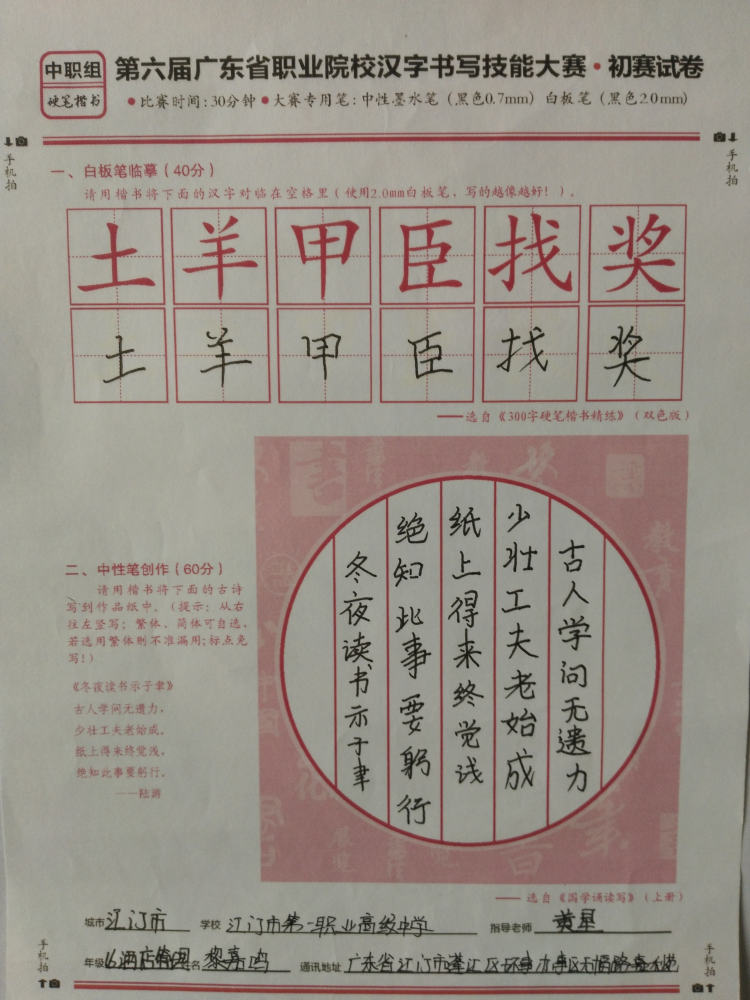 中职组
硬笔楷书
第六届广东省职业院校汉字书写技能大赛·初赛试卷
●比赛时间:30分钟●大赛专用笔:中性墨水笔(黑色0.7mm) 白板笔(黑色2.0mm)
手机拍
手机拍
一、白板笔临摹(40分)
请用楷书将下面的汉字对临在空格里(使用2.0mm白板笔、写的越像越好!)。
土羊甲臣找奖
土羊甲臣找奖
——选自《300字硬笔楷书精练》(双色版)
二、中性笔创作(60分)
请用楷书将下面的古诗
写到作品纸中。(提示:从右
往左竖写;繁体、简体可自选,
若选用繁体则不准漏用;标点免
写!)
《冬夜读书示子聿》
古人学问无遗力,
少壮工夫老始成。
纸上得来终觉浅,
绝知此事要躬行。
——陆游
古人学问无遗力
少壮工夫老始成
纸上得来终觉浅
绝知此事要躬行
冬夜读书示子聿
——选自《国学诵读写》(上册)
城市 江门市 学校 江门市第一职业高级中学 指导老师 黄星
年级 16酒店管理 姓名 黎 鸣 通讯地址 广东省江门市蓬江区环市办事区
手机拍
手机拍